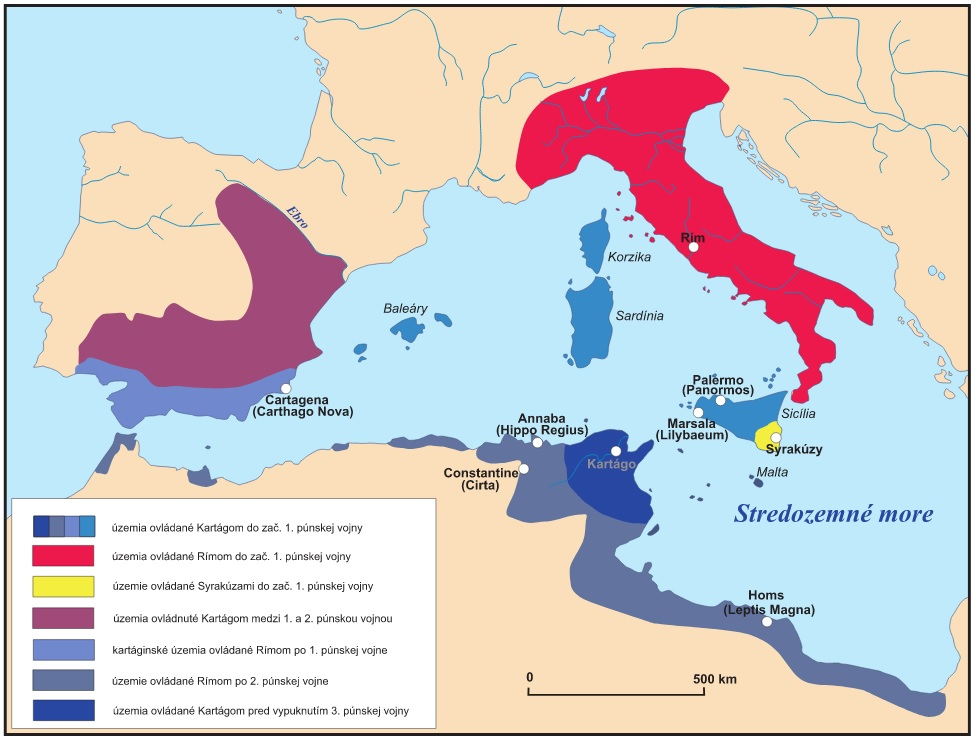 Ebro
Rím
Korzika
Sardínia
Baleáry
Cartagena
(Carthago Nova)
Palermo
(Panormos)
Sicília
Marsala
(Lilybaeum)
Syrakúzy
Annaba
(Hippo Regius)
Kartágo
Constantine
(Cirta)
Malta
Stredozemné more
Homs
(Leptis Magna)
0
500 km
územia ovládané Kartágom do zač. 1. púnskej vojny
územia ovládané Rímom do zač. 1. púnskej vojny
územie ovládané Syrakúzami do zač. 1. púnskej vojny
územia ovládnuté Kartágom medzi 1. a 2. púnskou vojnou
kartáginské územia ovládané Rímom po 1. púnskej vojne
územie ovládané Rímom po 2. púnskej vojne
územia ovládané Kartágom pred vypuknutím 3. púnskej vojny